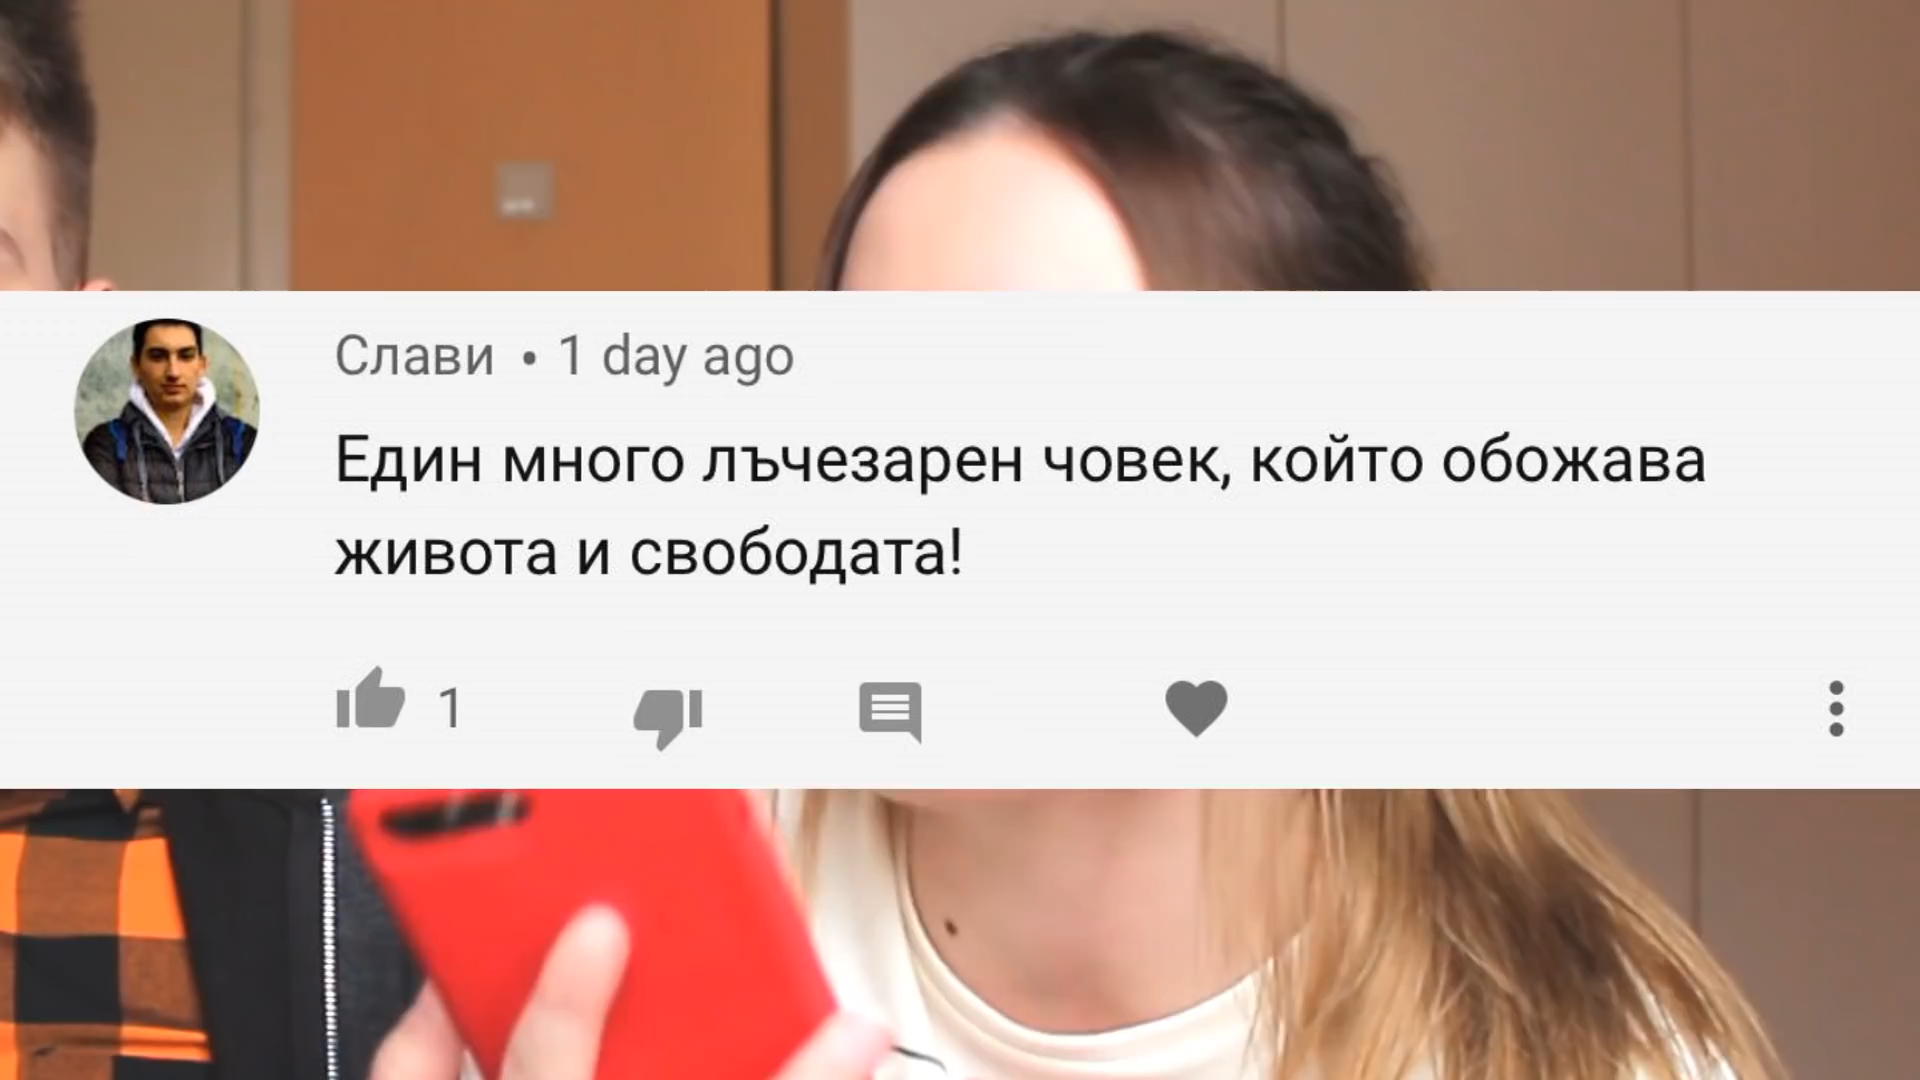 Слави • 1 day ago
Един много лъчезарен човек, който обожава
живота и свободата!
1